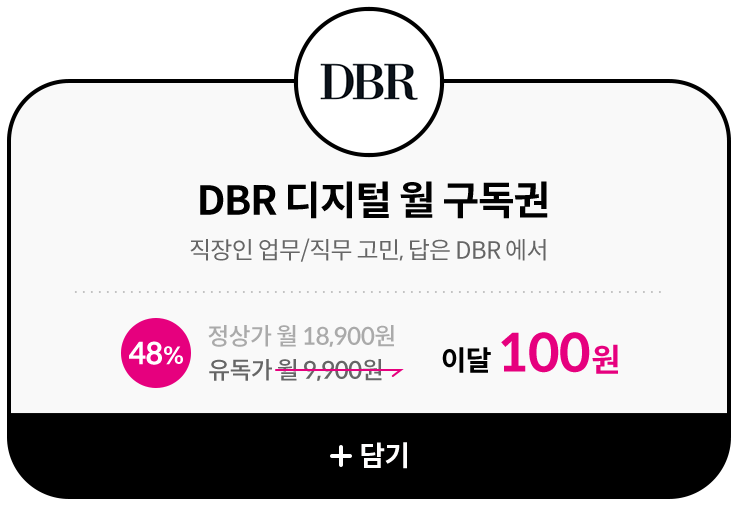 DBR
DBR 디지털 월 구독권
직장인 업무/직무 고민, 답은 DBR 에서
48%
정상가 월 18,900원
유독가 월 9,900원
이달 100원
+ 담기